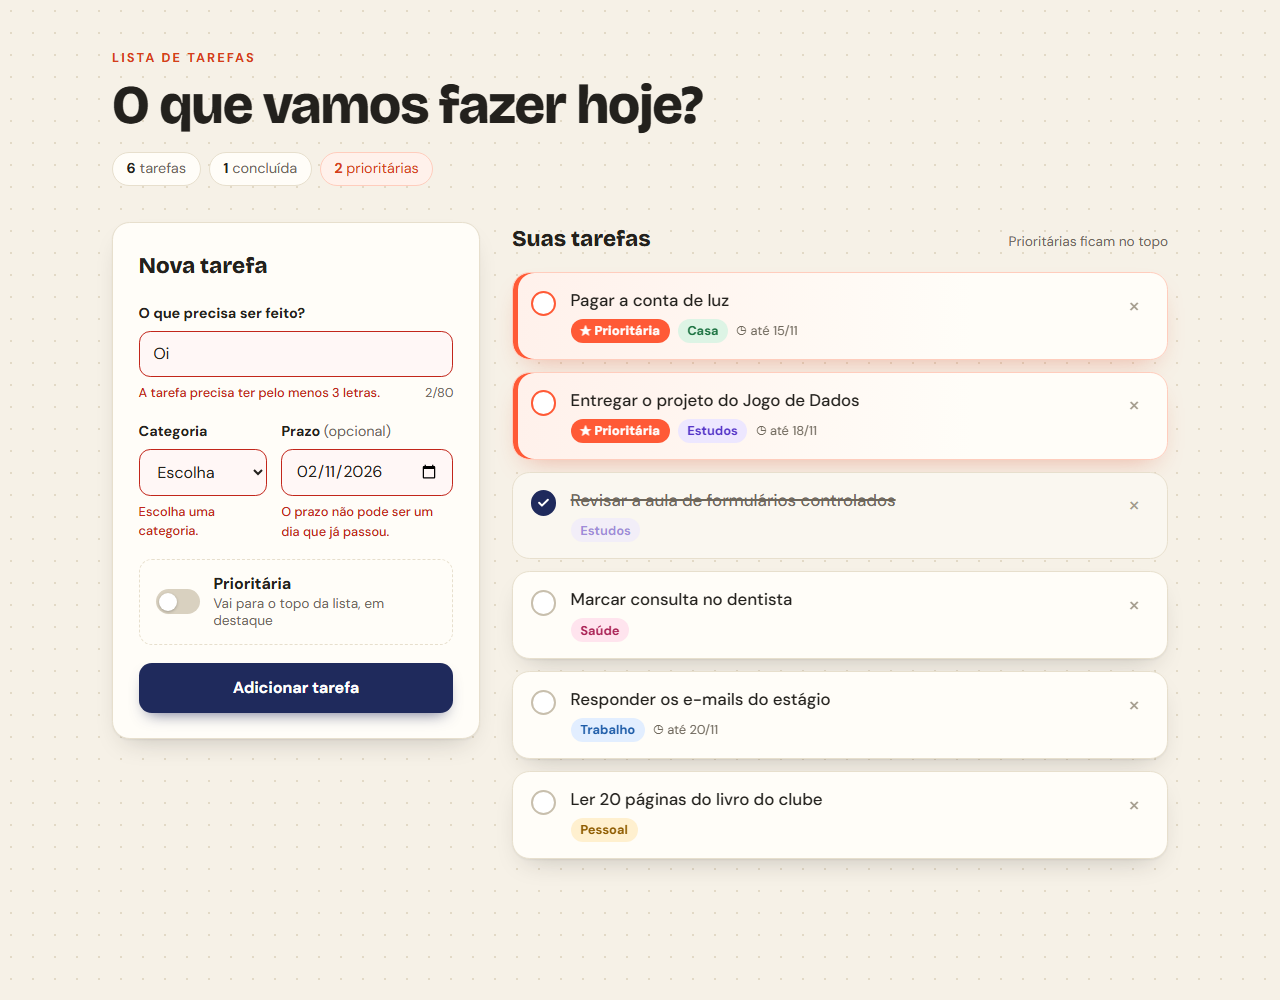 LISTA DE TAREFAS
O que vamos fazer hoje?
6 tarefas
1 concluída
2 prioritárias
Nova tarefa
O que precisa ser feito?
Oi
A tarefa precisa ter pelo menos 3 letras.
2/80
Categoria
Prazo (opcional)
Escolha
02/11/2026
Escolha uma
categoria.
O prazo não pode ser um
dia que já passou.
Prioritária
Vai para o topo da lista, em
destaque
Adicionar tarefa
Suas tarefas
Prioritárias ficam no topo
Pagar a conta de luz
×
★ Prioritária
Casa
◷ até 15/11
Entregar o projeto do Jogo de Dados
×
★ Prioritária
Estudos
◷ até 18/11
Revisar a aula de formulários controlados
×
Estudos
Marcar consulta no dentista
×
Saúde
Responder os e-mails do estágio
×
Trabalho
◷ até 20/11
Ler 20 páginas do livro do clube
×
Pessoal